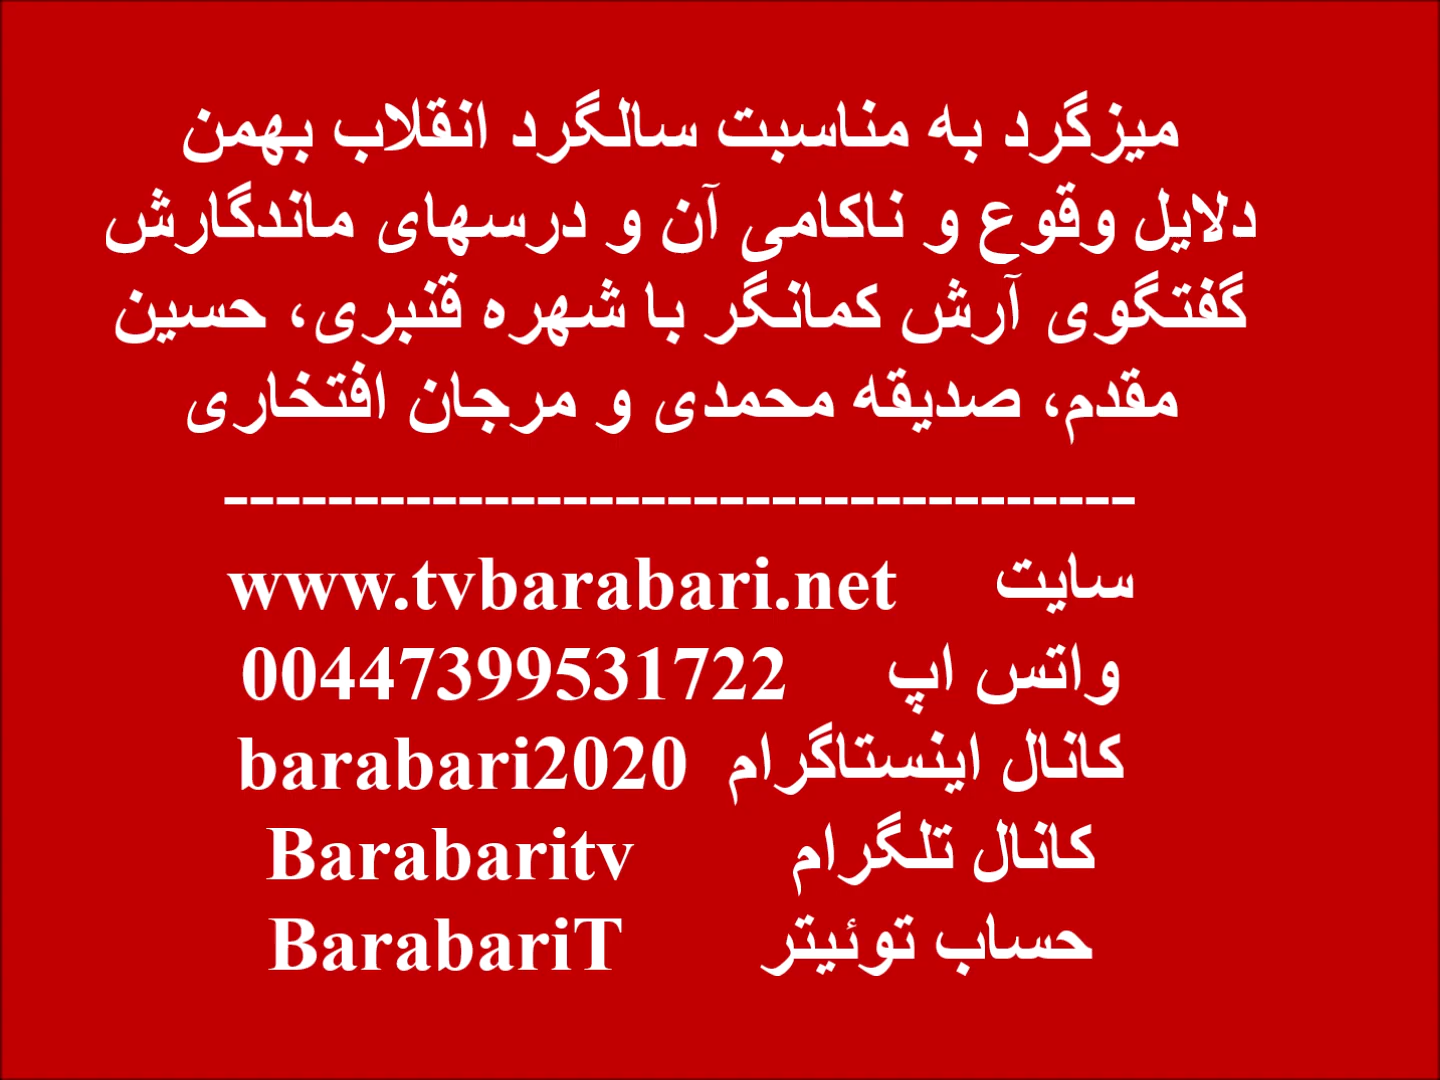 میزگرد به مناسبت سالگرد انقلاب بهمن
دلایل وقوع و ناکامی آن و درسهای ماندگارش
گفتگوی آرش کمانگر با شهره قنبری، حسین
مقدم، صدیقه محمدی و مرجان افتخاری
-----------------------------------
سایت www.tvbarabari.net
واتس اپ 00447399531722
کانال اینستاگرام barabari2020
کانال تلگرام Barabaritv
حساب توئیتر BarabariT